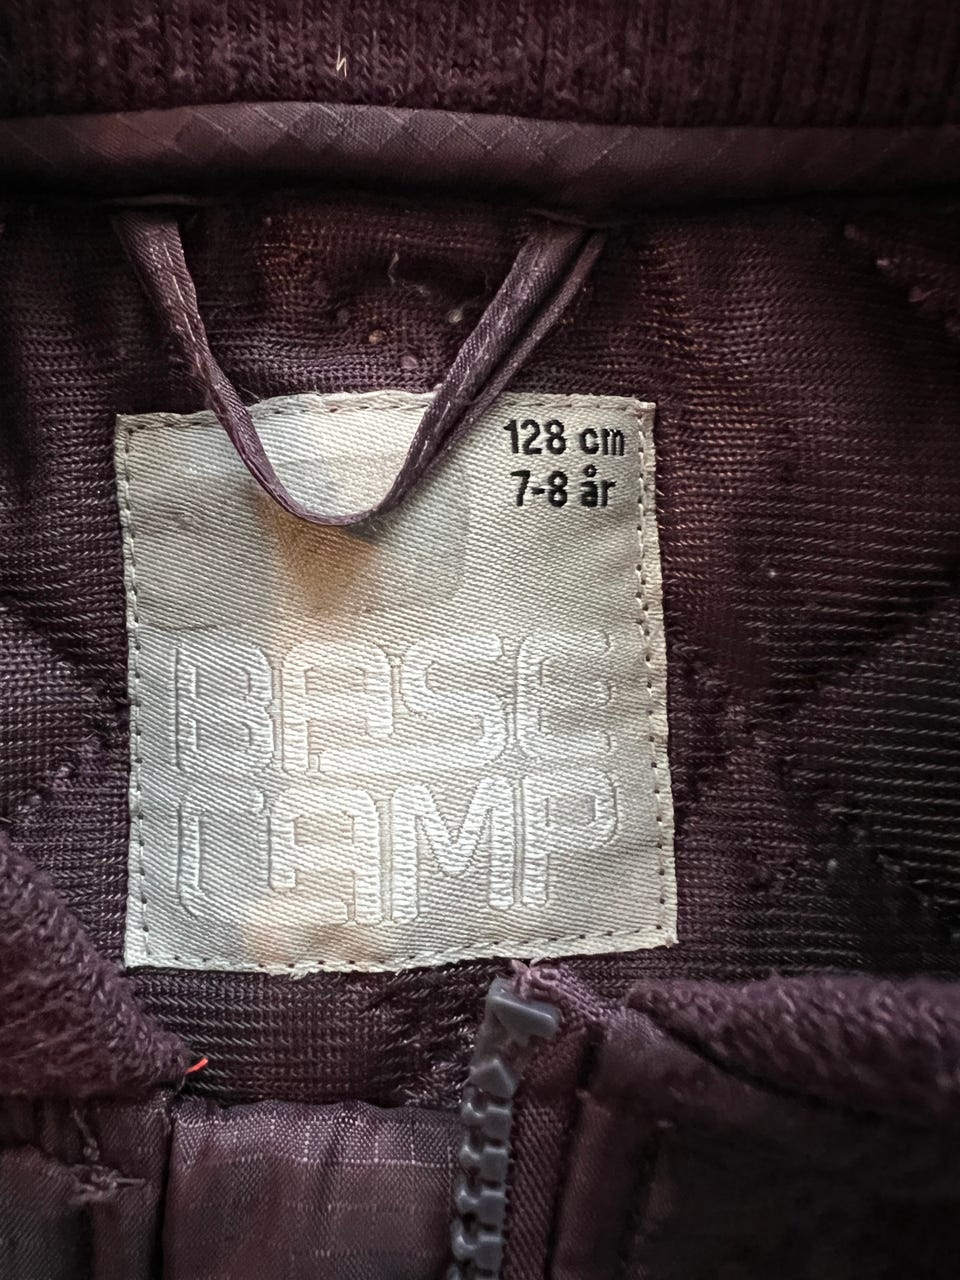 128 cm
7-8 år
BASE
CAMP